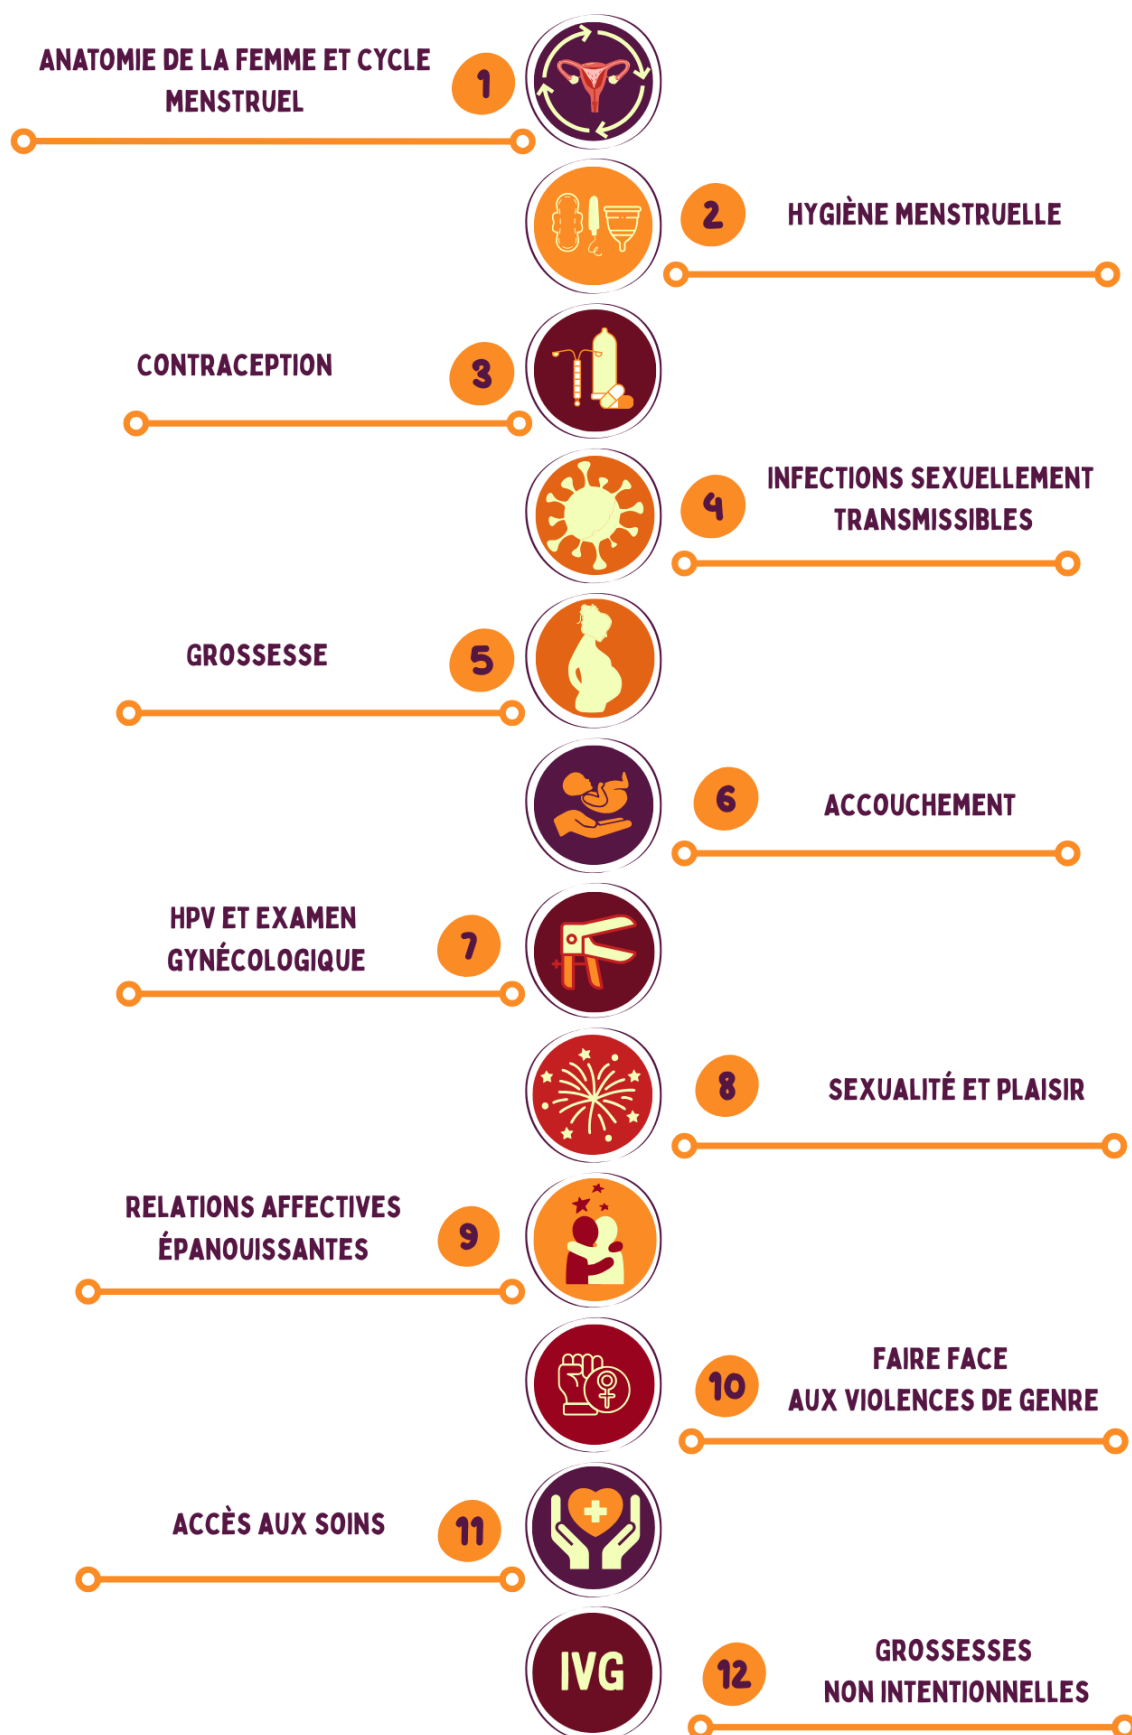 ANATOMIE DE LA FEMME ET CYCLE
MENSTRUEL
1
2
HYGIÈNE MENSTRUELLE
CONTRACEPTION
3
4
INFECTIONS SEXUELLEMENT
TRANSMISSIBLES
GROSSESSE
5
6
ACCOUCHEMENT
HPV ET EXAMEN
GYNÉCOLOGIQUE
7
8
SEXUALITÉ ET PLAISIR
RELATIONS AFFECTIVES
ÉPANOUISSANTES
9
10
FAIRE FACE
AUX VIOLENCES DE GENRE
ACCÈS AUX SOINS
11
IVG
12
GROSSESSES
NON INTENTIONNELLES